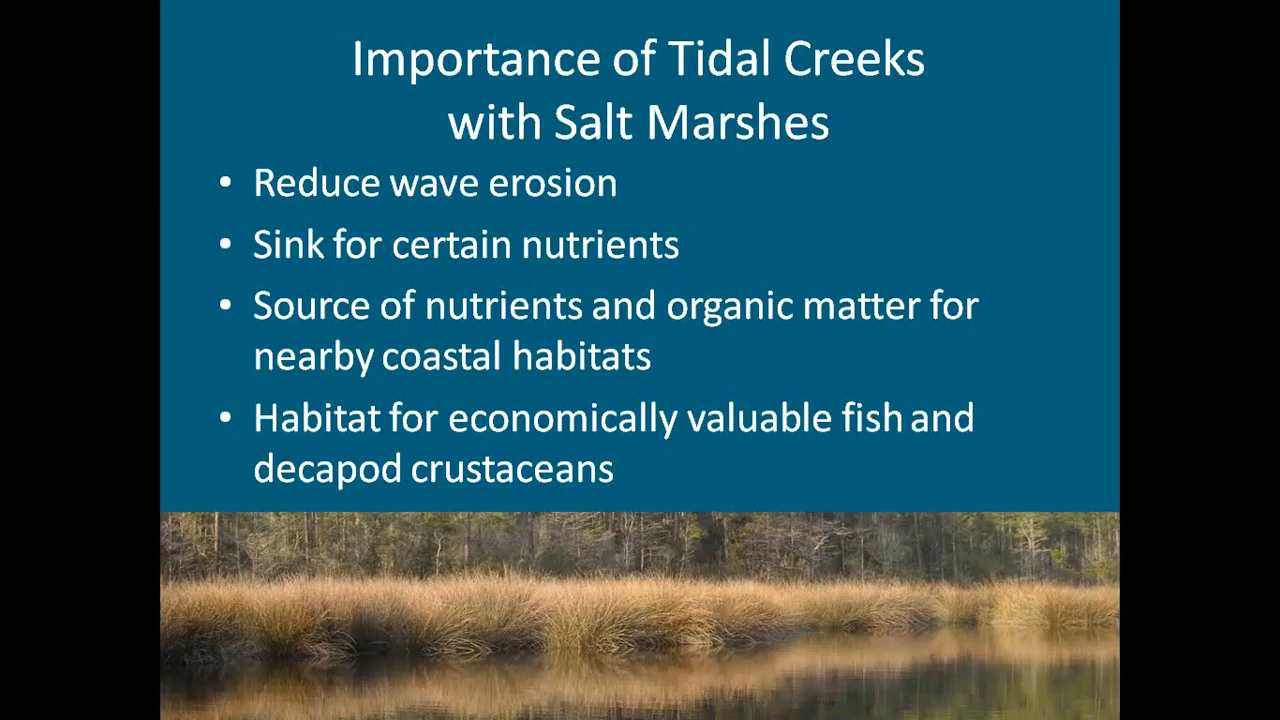 Importance of Tidal Creeks
with Salt Marshes
• Reduce wave erosion
• Sink for certain nutrients
• Source of nutrients and organic matter for
nearby coastal habitats
• Habitat for economically valuable fish and
decapod crustaceans